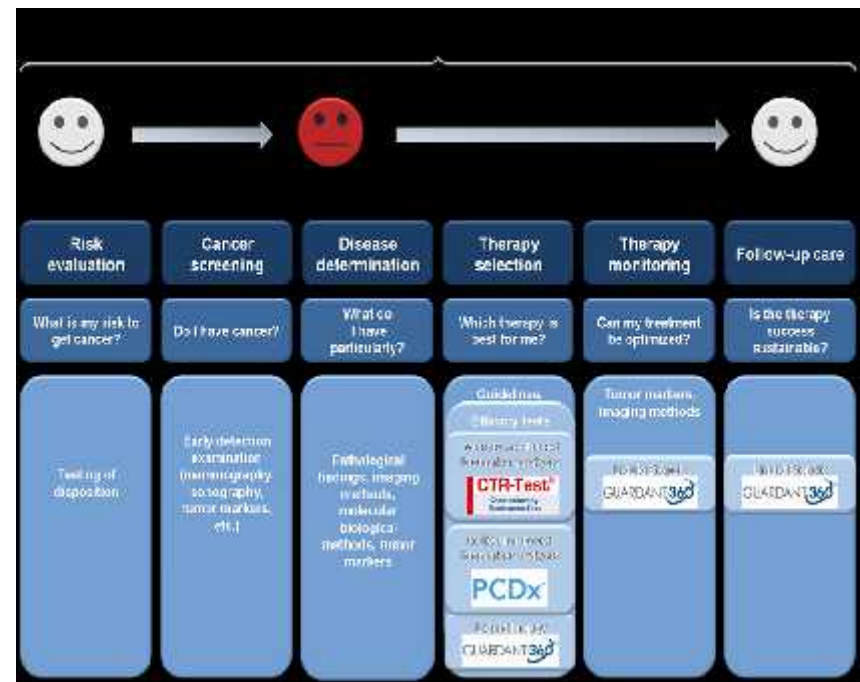 Risk
evaluation
Cancer
screening
Disease
determination
Therapy
selection
Therapy
monitoring
Follow-up care
What is my risk to
get cancer?
Do I have cancer?
What do
I have
particularly?
Which therapy is
best for me?
Can my treatment
be optimized?
Is the therapy
success
sustainable?
Testing of
disposition
Early detection
examination
(mammography,
sonography,
tumor markers,
etc.)
Pathological
findings, imaging
methods,
molecular
biological
methods, tumor
markers
Guidelines
Efficacy tests
CTR-Test®
PCDx
GUARDANT360
Tumor markers,
imaging methods
GUARDANT360
GUARDANT360